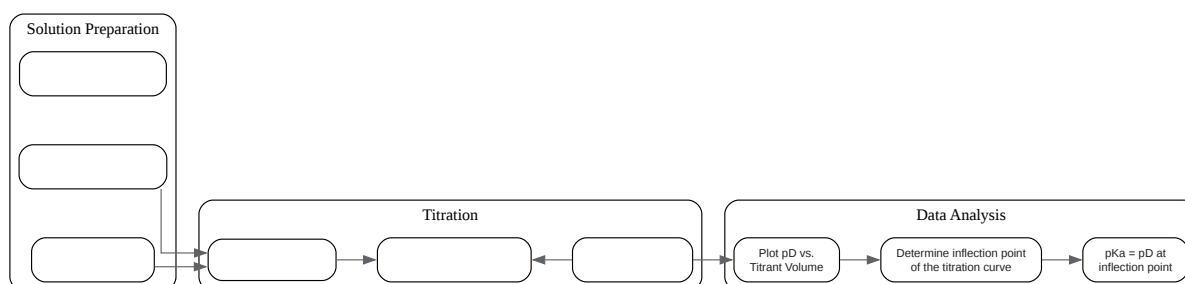 Solution Preparation
Titration
Data Analysis
Plot pD vs.
Titrant Volume
Determine inflection point
of the titration curve
pKa = pD at
inflection point